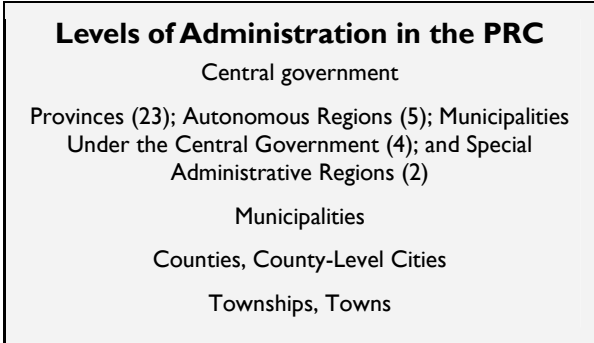 Levels of Administration in the PRC
Central government
Provinces (23); Autonomous Regions (5); Municipalities
Under the Central Government (4); and Special
Administrative Regions (2)
Municipalities
Counties, County-Level Cities
Townships, Towns